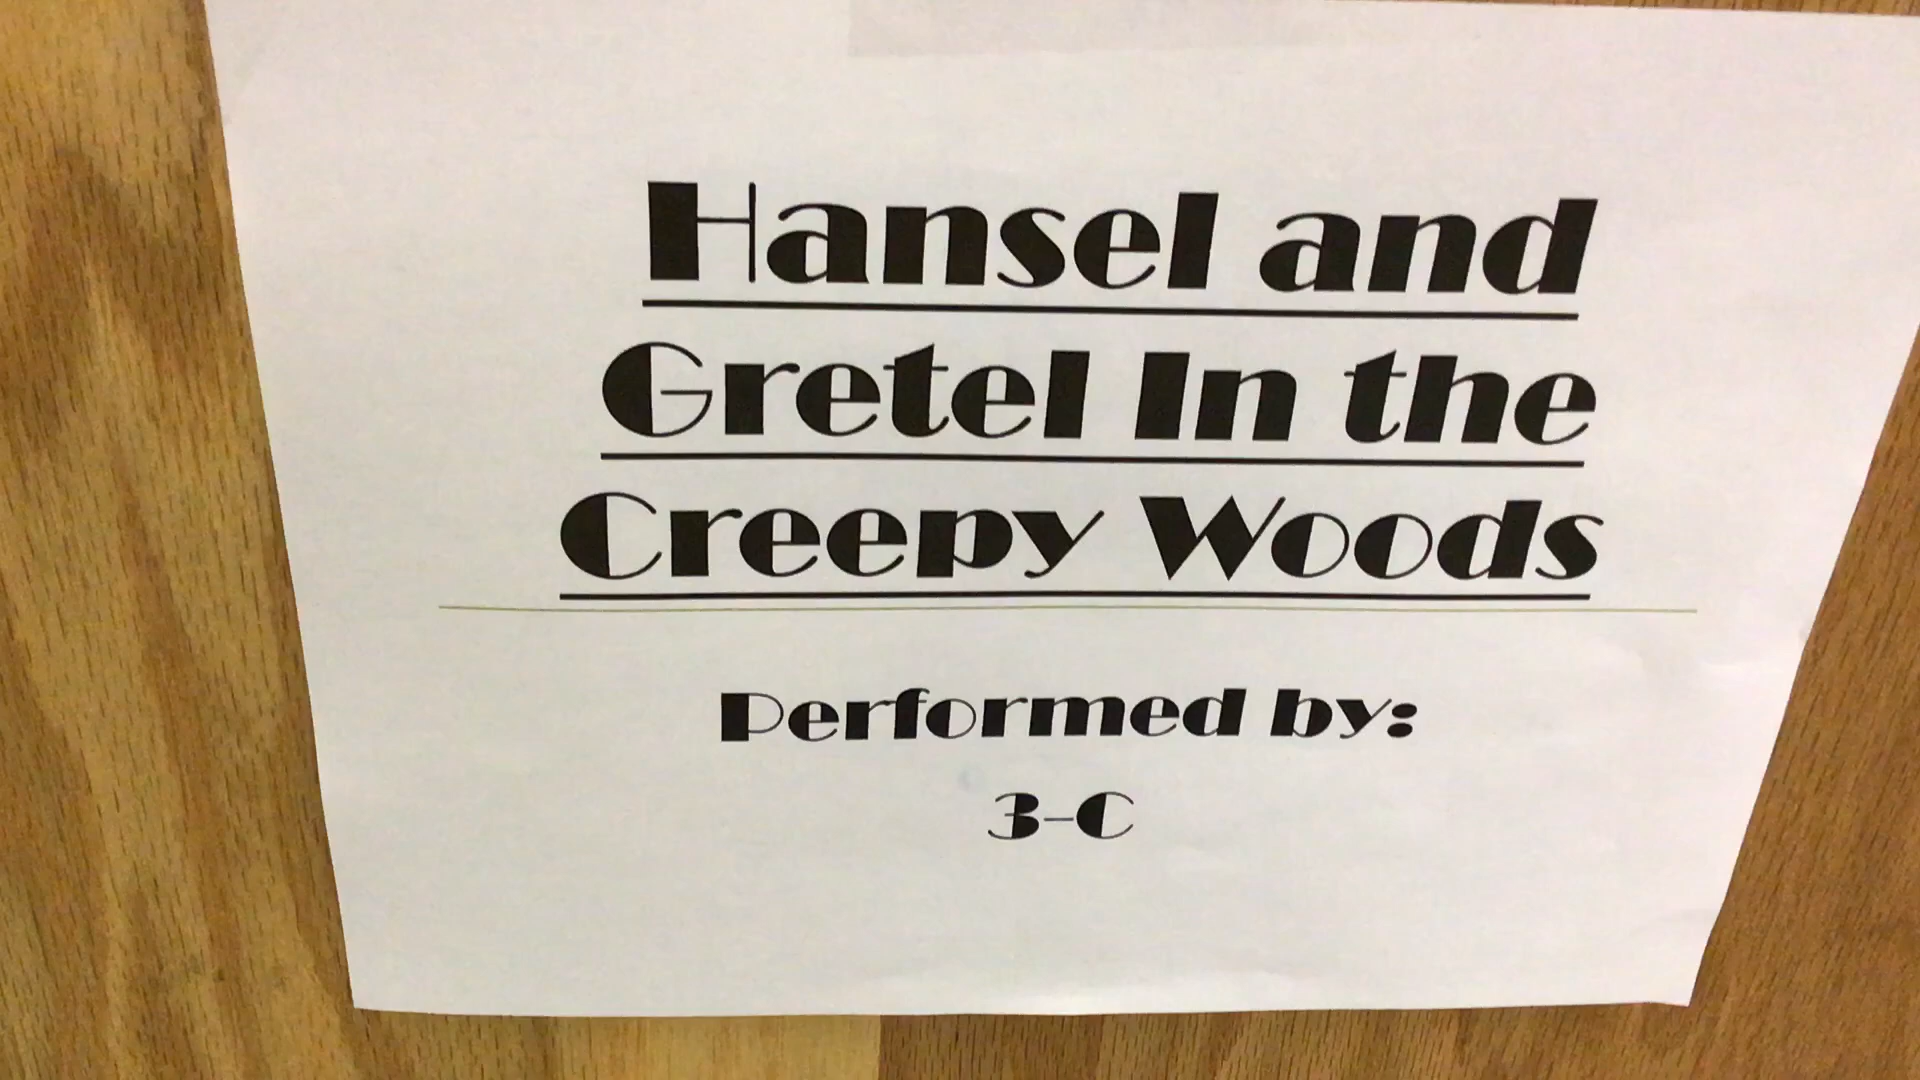 Hansel and
Gretel In the
Creepy Woods
Performed by:
3-C